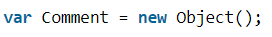 var Comment = new Object();